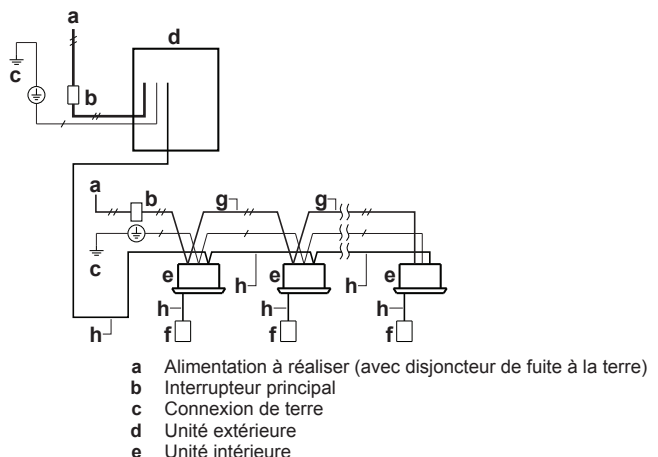 a
d
c
b
a
b
g
g
c
e
h
e
h
h
e
h
h
h
h
f
f
f
a Alimentation à réaliser (avec disjoncteur de fuite à la terre)
b Interrupteur principal
c Connexion de terre
d Unité extérieure
e Unité intérieure